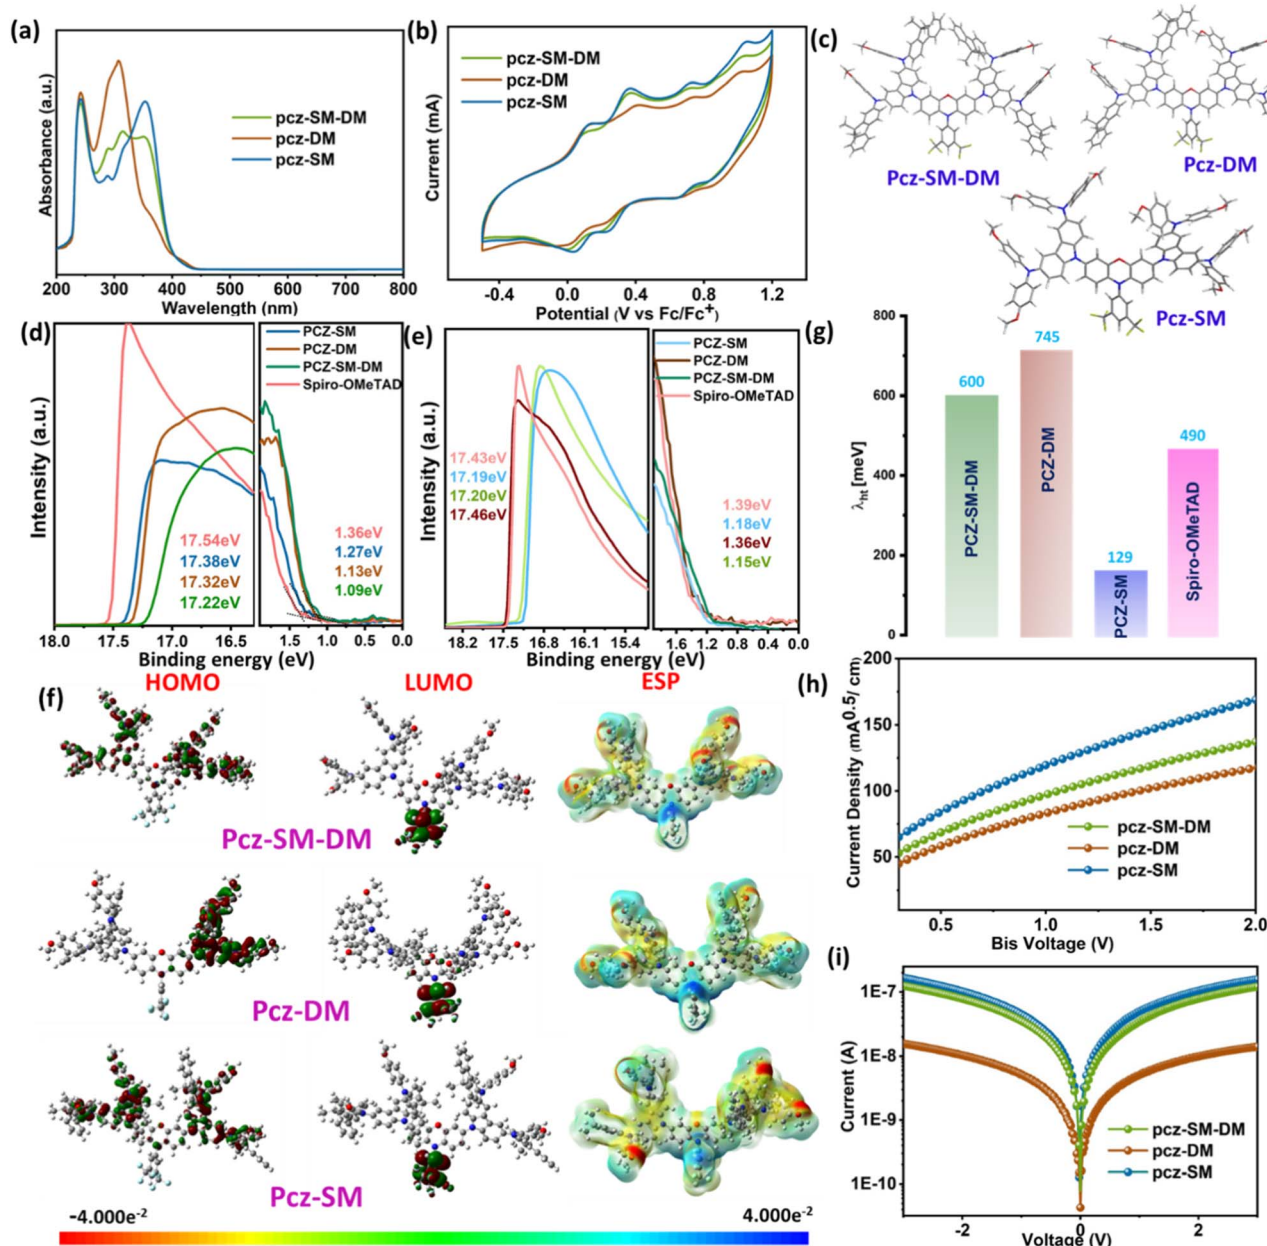 (a)
Absorbance (a.u.)
pcz-SM-DM
pcz-DM
pcz-SM
200 300 400 500 600 700 800
Wavelength (nm)
(b)
Current (mA)
pcz-SM-DM
pcz-DM
pcz-SM
-0.4 0.0 0.4 0.8 1.2
Potential (V vs Fc/Fc+)
(c)
Pcz-SM-DM
Pcz-DM
Pcz-SM
(d)
Intensity (a.u.)
PCZ-SM
PCZ-DM
PCZ-SM-DM
Spiro-OMeTAD
17.54eV
17.38eV
17.32eV
17.22eV
1.36eV
1.27eV
1.13eV
1.09eV
18.0 17.5 17.0 16.5 1.5 1.0 0.5 0.0
Binding energy (eV)
(e)
Intensity (a.u.)
PCZ-SM
PCZ-DM
PCZ-SM-DM
Spiro-OMeTAD
17.43eV
17.19eV
17.20eV
17.46eV
1.39eV
1.18eV
1.36eV
1.15eV
18.2 17.5 16.8 16.1 15.4 1.6 1.2 0.8 0.4 0.0
Binding energy (eV)
(g)
λht [meV]
800
600
400
200
0
600
745
129
490
PCZ-SM-DM
PCZ-DM
PCZ-SM
Spiro-OMeTAD
(f)
HOMO LUMO ESP
Pcz-SM-DM
Pcz-DM
Pcz-SM
-4.000e-2 4.000e-2
(h)
Current Density (mA0.5/ cm)
200
150
100
50
pcz-SM-DM
pcz-DM
pcz-SM
0.5 1.0 1.5 2.0
Bis Voltage (V)
(i)
Current (A)
1E-7
1E-8
1E-9
1E-10
pcz-SM-DM
pcz-DM
pcz-SM
-2 0 2
Voltage (V)